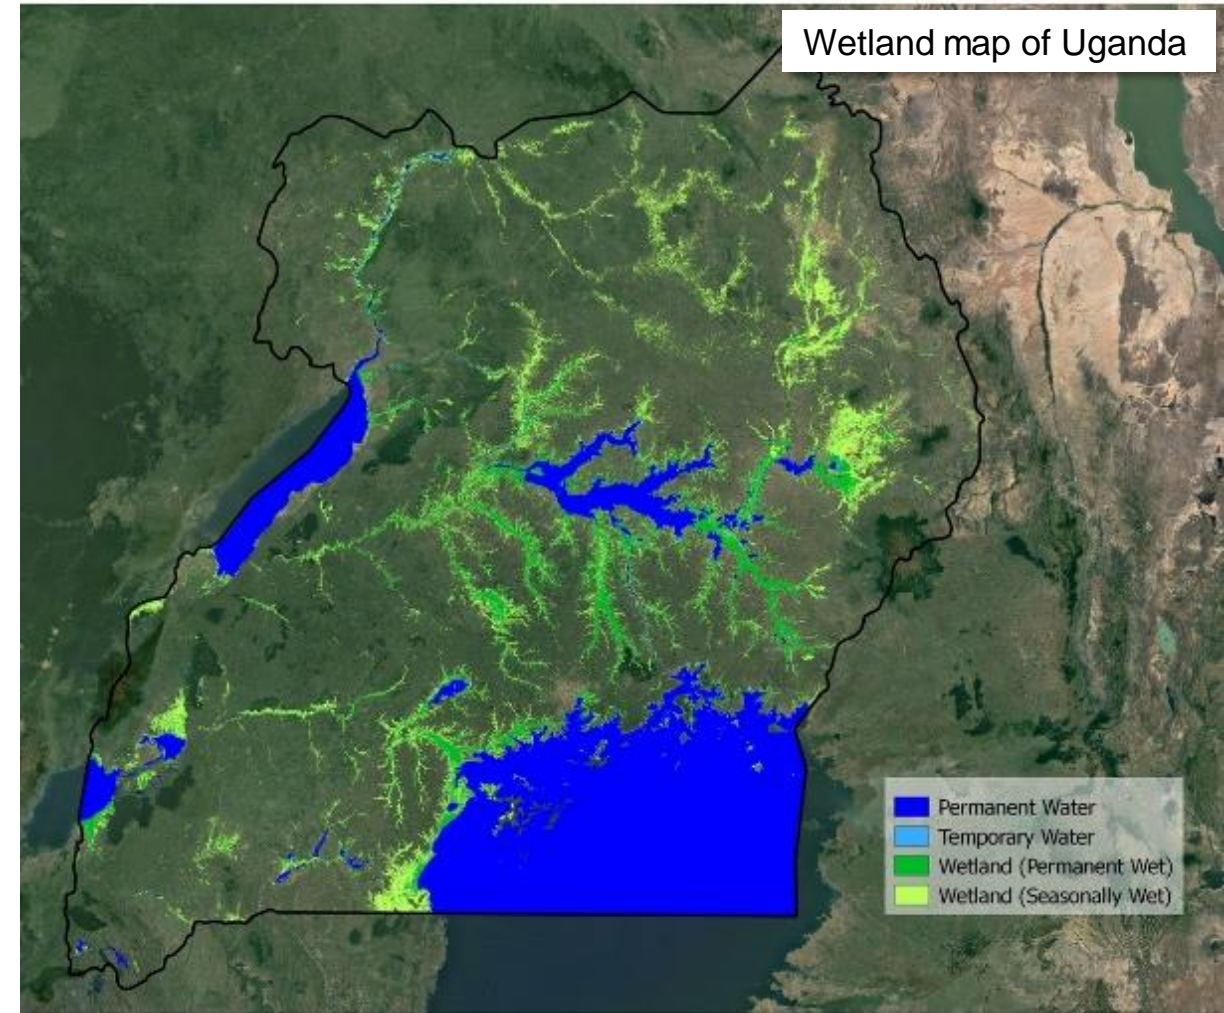 Wetland map of Uganda
Permanent Water
Temporary Water
Wetland (Permanent Wet)
Wetland (Seasonally Wet)